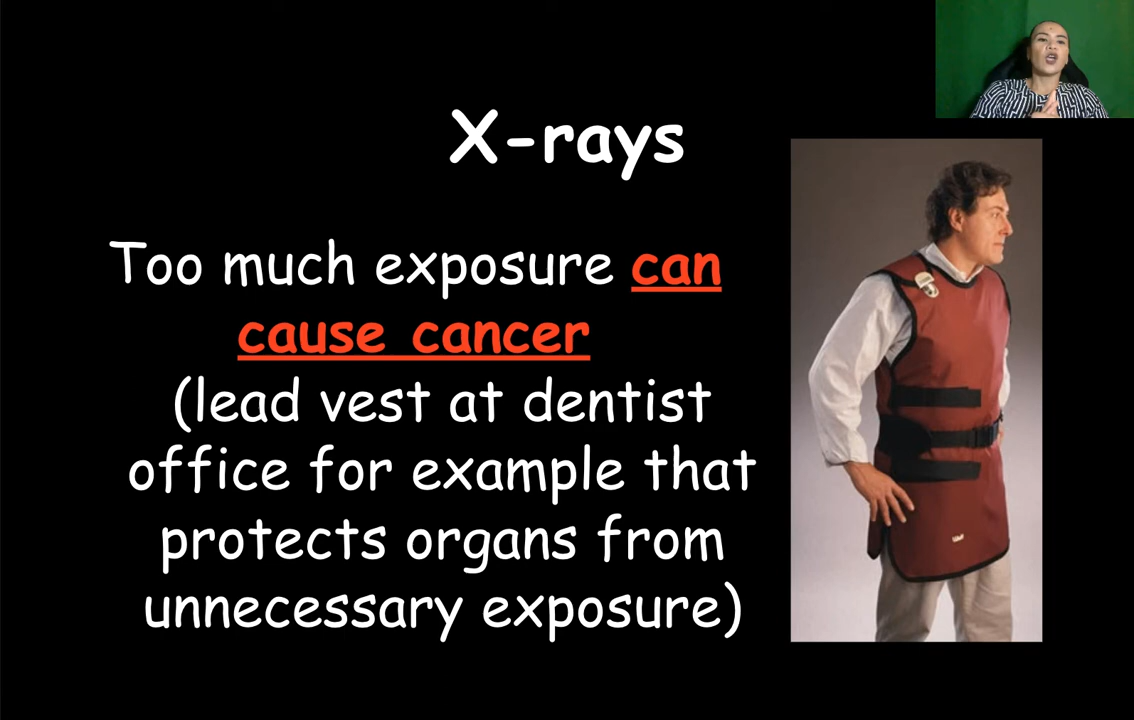 X-rays
Too much exposure can
cause cancer
(lead vest at dentist
office for example that
protects organs from
unnecessary exposure)